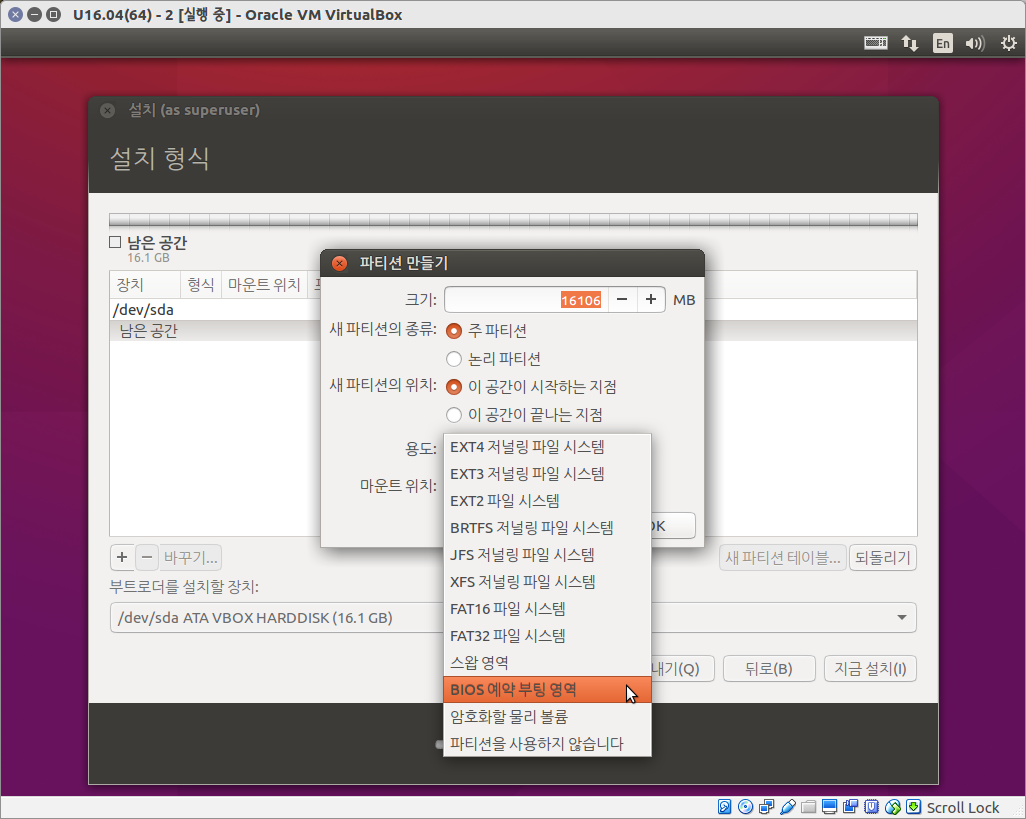 U16.04(64) - 2 [실행 중] - Oracle VM VirtualBox
En
설치 (as superuser)
설치 형식
남은 공간
16.1 GB
장치 형식 마운트 위치
/dev/sda
남은 공간
파티션 만들기
크기: 16106 − + MB
새 파티션의 종류: 주 파티션
논리 파티션
새 파티션의 위치: 이 공간이 시작하는 지점
이 공간이 끝나는 지점
용도:
마운트 위치:
EXT4 저널링 파일 시스템
EXT3 저널링 파일 시스템
EXT2 파일 시스템
BRTFS 저널링 파일 시스템
JFS 저널링 파일 시스템
XFS 저널링 파일 시스템
FAT16 파일 시스템
FAT32 파일 시스템
스왑 영역
BIOS 예약 부팅 영역
암호화할 물리 볼륨
파티션을 사용하지 않습니다
OK
+ − 바꾸기... 새 파티션 테이블... 되돌리기
부트로더를 설치할 장치:
/dev/sda ATA VBOX HARDDISK (16.1 GB)
내기(Q) 뒤로(B) 지금 설치(I)
Scroll Lock